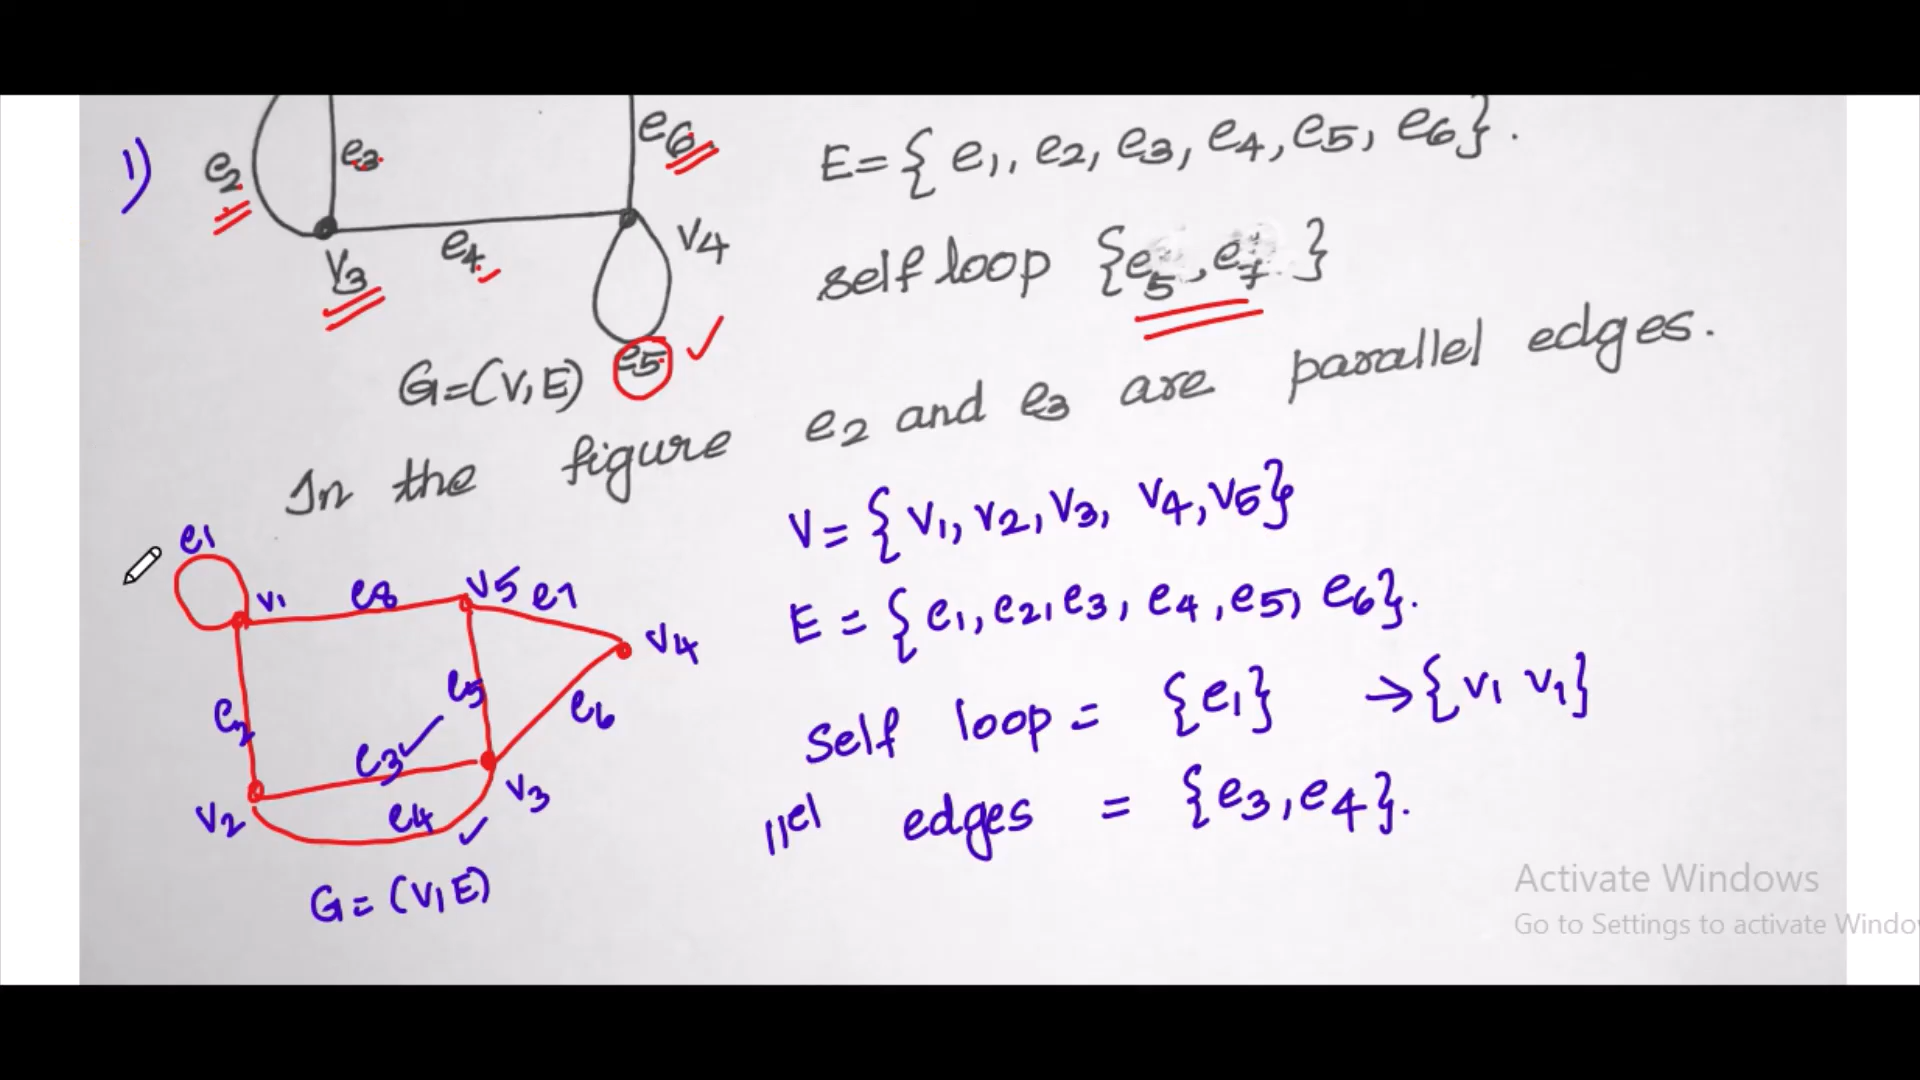 1)
e2
e3
e6
V3
e4
V4
e5
G=(V,E)
E={ e1, e2, e3, e4, e5, e6}.
self loop {e5, e7 }
In the figure e2 and e3 are parallel edges.
e1
v1
e8
v5
e7
v4
e2
e5
e6
e3
v2
e4
v3
G= (V,E)
V= { v1, v2, v3, v4, v5}
E = { e1, e2, e3, e4, e5, e6}.
Self loop = {e1} →{v1 v1}
||el edges = {e3, e4}.
Activate Windows
Go to Settings to activate Windo